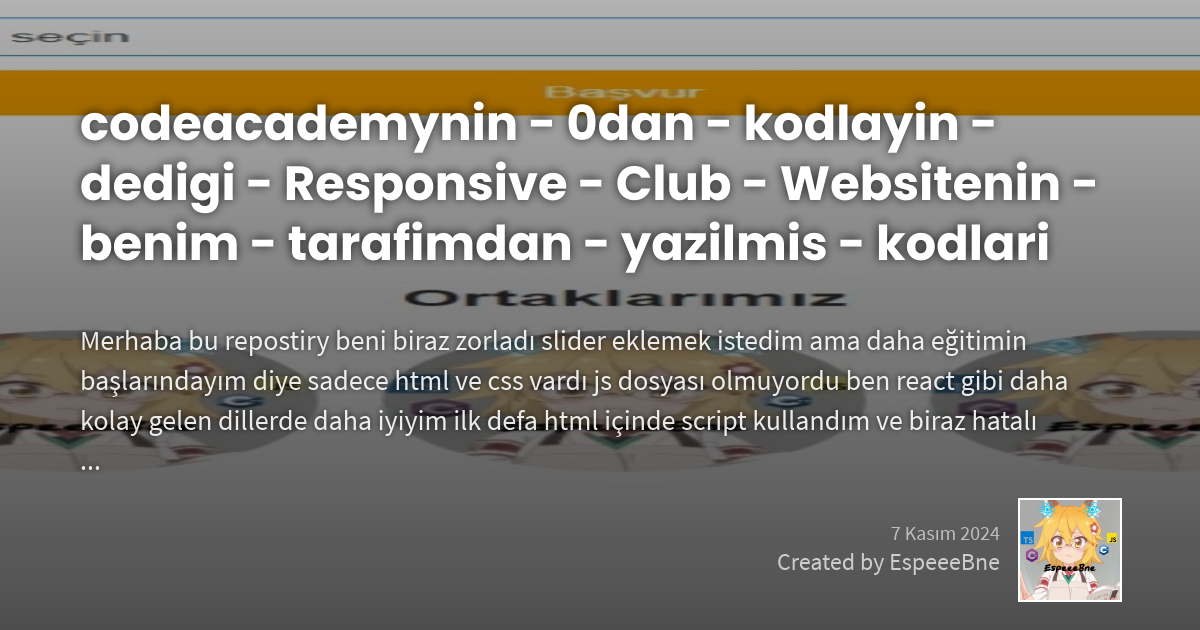 seçin
Başvur
codeacademynin - 0dan - kodlayin -
dedigi - Responsive - Club - Websitenin -
benim - tarafimdan - yazilmis - kodlari
Ortaklarımız
Merhaba bu repostiry beni biraz zorladı slider eklemek istedim ama daha eğitimin
başlarındayım diye sadece html ve css vardı js dosyası olmuyordu ben react gibi daha
kolay gelen dillerde daha iyiyim ilk defa html içinde script kullandım ve biraz hatalı
...
7 Kasım 2024
Created by EspeeeBne
TS
JS
EspeeeBne